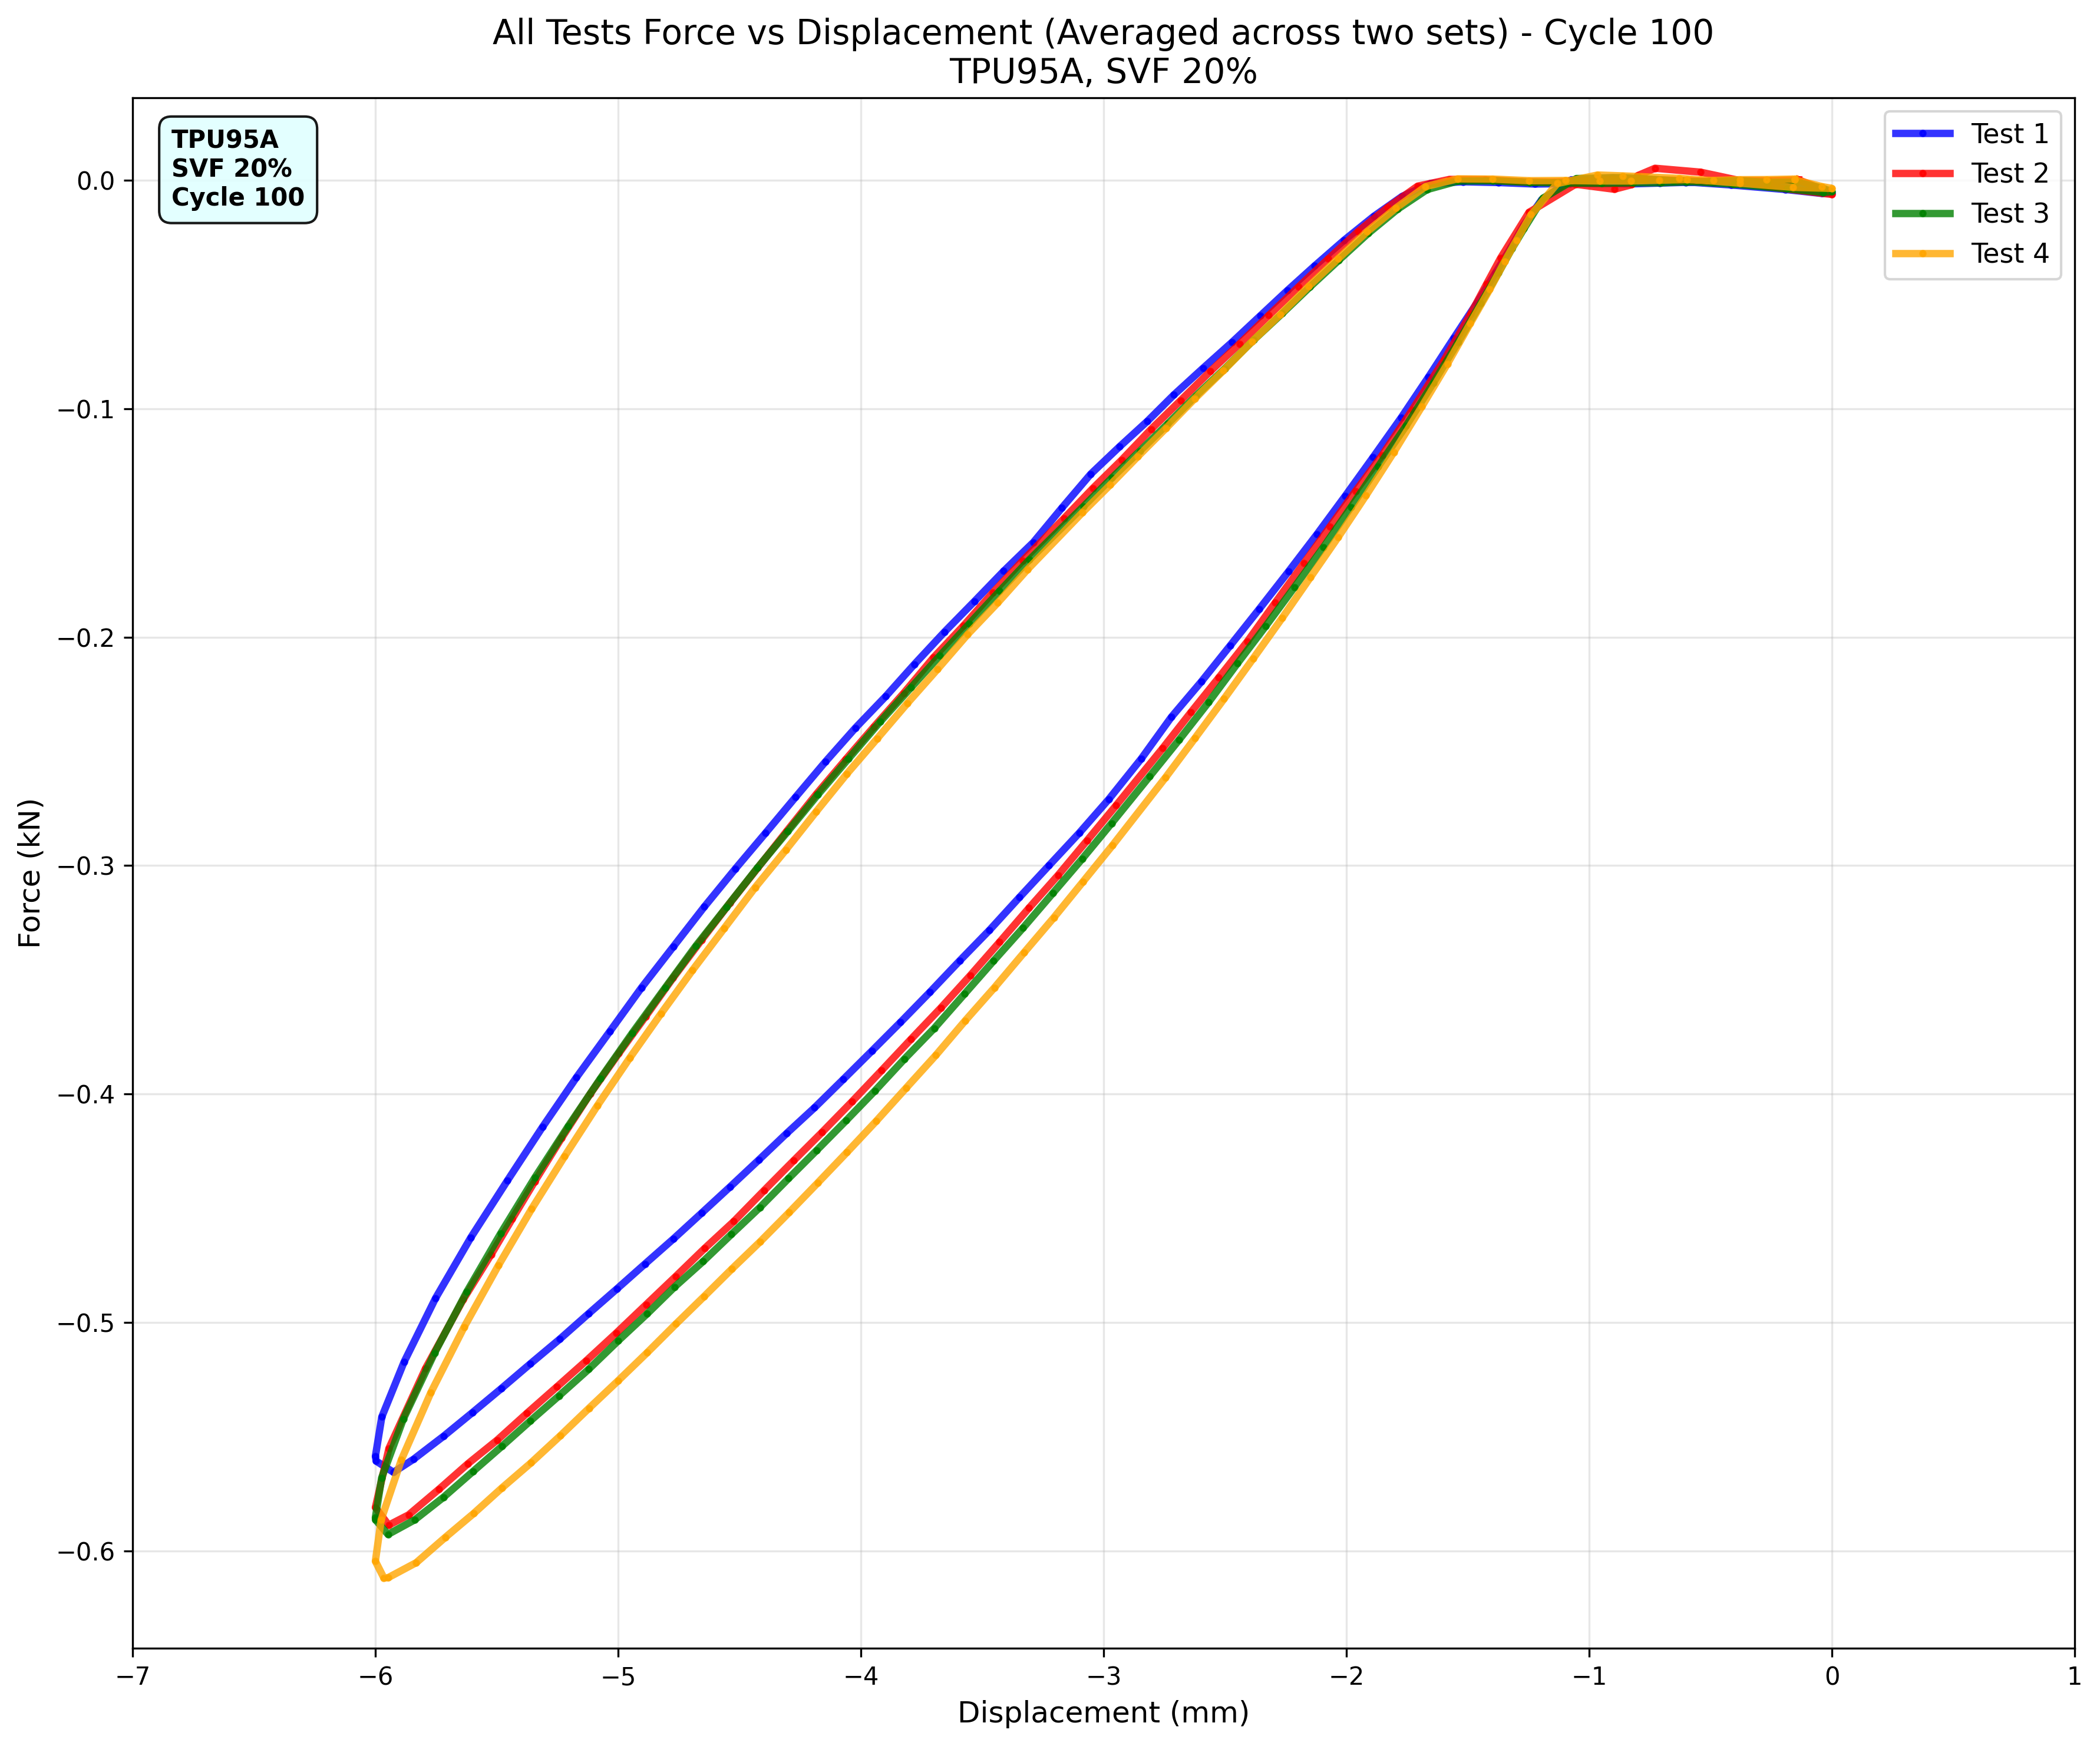 All Tests Force vs Displacement (Averaged across two sets) - Cycle 100
TPU95A, SVF 20%
TPU95A
SVF 20%
Cycle 100
Test 1
Test 2
Test 3
Test 4
0.0
−0.1
−0.2
−0.3
−0.4
−0.5
−0.6
Force (kN)
−7
−6
−5
−4
−3
−2
−1
0
1
Displacement (mm)